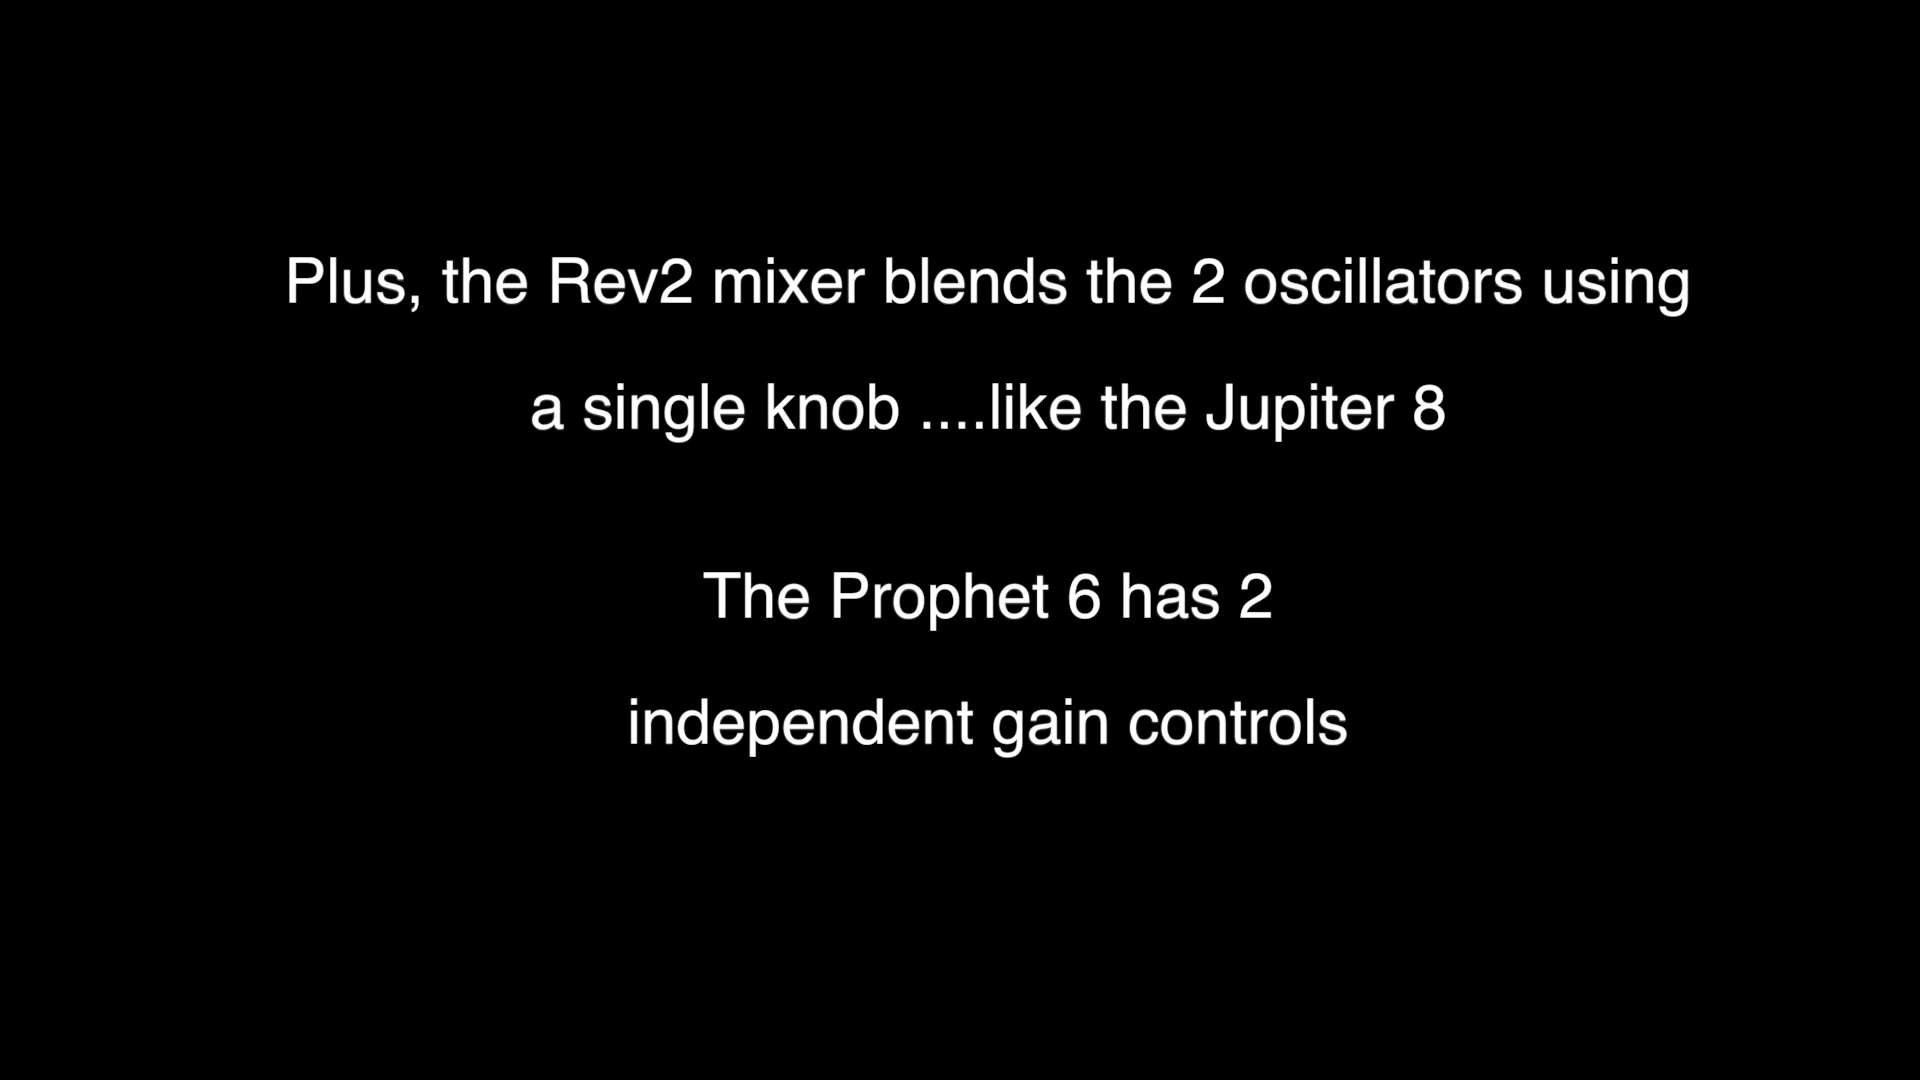 Plus, the Rev2 mixer blends the 2 oscillators using
a single knob ....like the Jupiter 8
The Prophet 6 has 2
independent gain controls